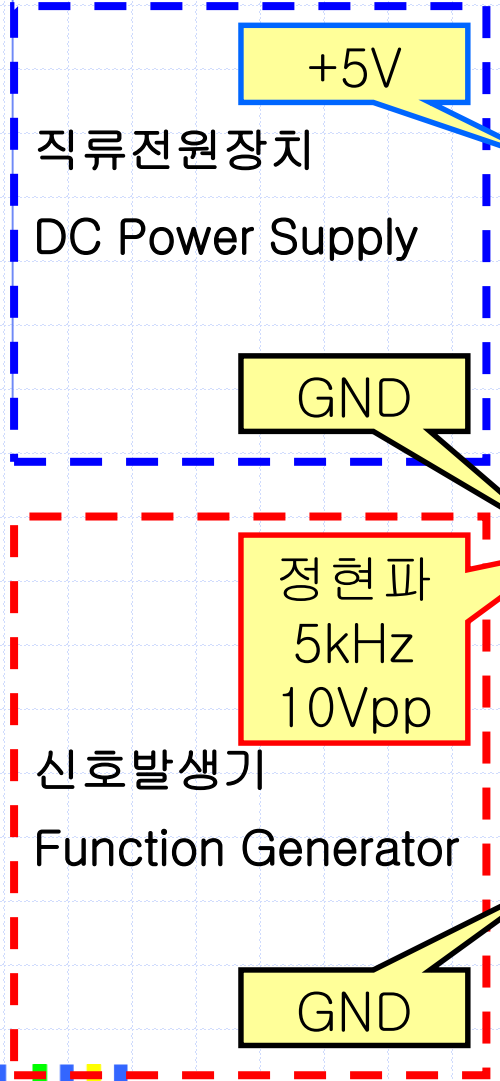 +5V
직류전원장치
DC Power Supply
GND
정현파
5kHz
10Vpp
신호발생기
Function Generator
GND